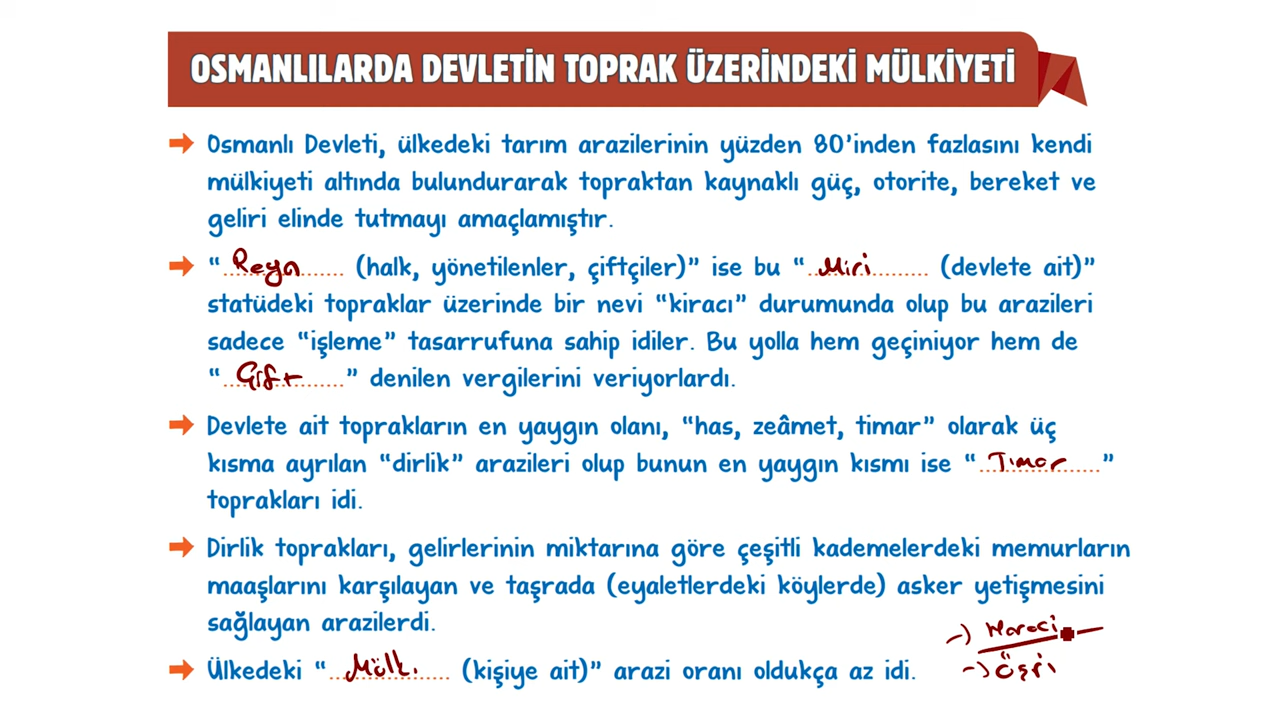 OSMANLILARDA DEVLETİN TOPRAK ÜZERİNDEKİ MÜLKİYETİ
Osmanlı Devleti, ülkedeki tarım arazilerinin yüzden 80'inden fazlasını kendi
mülkiyeti altında bulundurarak topraktan kaynaklı güç, otorite, bereket ve
geliri elinde tutmayı amaçlamıştır.
"Reya (halk, yönetilenler, çiftçiler)" ise bu "Miri (devlete ait)"
statüdeki topraklar üzerinde bir nevi "kiracı" durumunda olup bu arazileri
sadece "işleme" tasarrufuna sahip idiler. Bu yolla hem geçiniyor hem de
"Çift" denilen vergilerini veriyorlardı.
Devlete ait toprakların en yaygın olanı, "has, zeâmet, timar" olarak üç
kısma ayrılan "dirlik" arazileri olup bunun en yaygın kısmı ise "Tımar"
toprakları idi.
Dirlik toprakları, gelirlerinin miktarına göre çeşitli kademelerdeki memurların
maaşlarını karşılayan ve taşrada (eyaletlerdeki köylerde) asker yetişmesini
sağlayan arazilerdi.
Ülkedeki "Mülk (kişiye ait)" arazi oranı oldukça az idi.
-) Haraci
-) Öşri